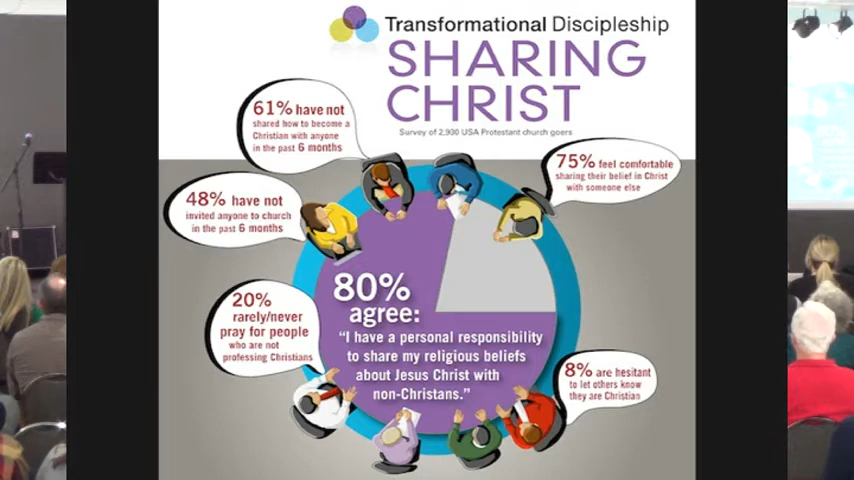 Transformational Discipleship
SHARING
CHRIST
Survey of 2,930 USA Protestant church goers
61% have not
shared how to become a
Christian with anyone
in the past 6 months
75% feel comfortable
sharing their belief in Christ
with someone else
48% have not
invited anyone to church
in the past 6 months
20%
rarely/never
pray for people
who are not
professing Christians
80%
agree:
“I have a personal responsibility
to share my religious beliefs
about Jesus Christ with
non-Christans.”
8% are hesitant
to let others know
they are Christian